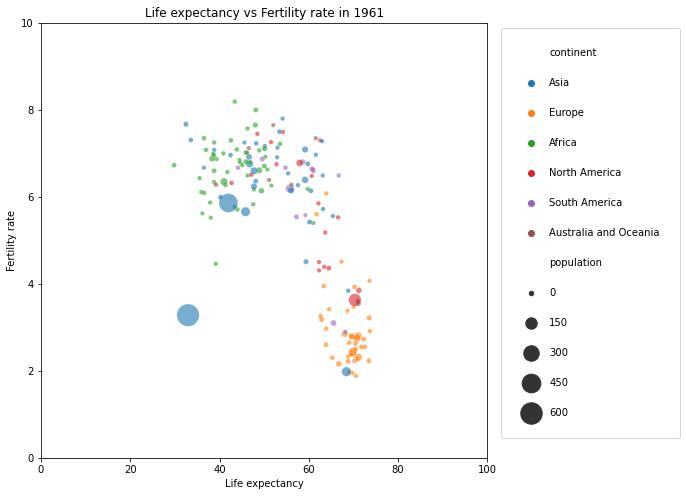 Life expectancy vs Fertility rate in 1961
10
8
6
4
2
0
Fertility rate
0 20 40 60 80 100
Life expectancy
continent
Asia
Europe
Africa
North America
South America
Australia and Oceania
population
0
150
300
450
600